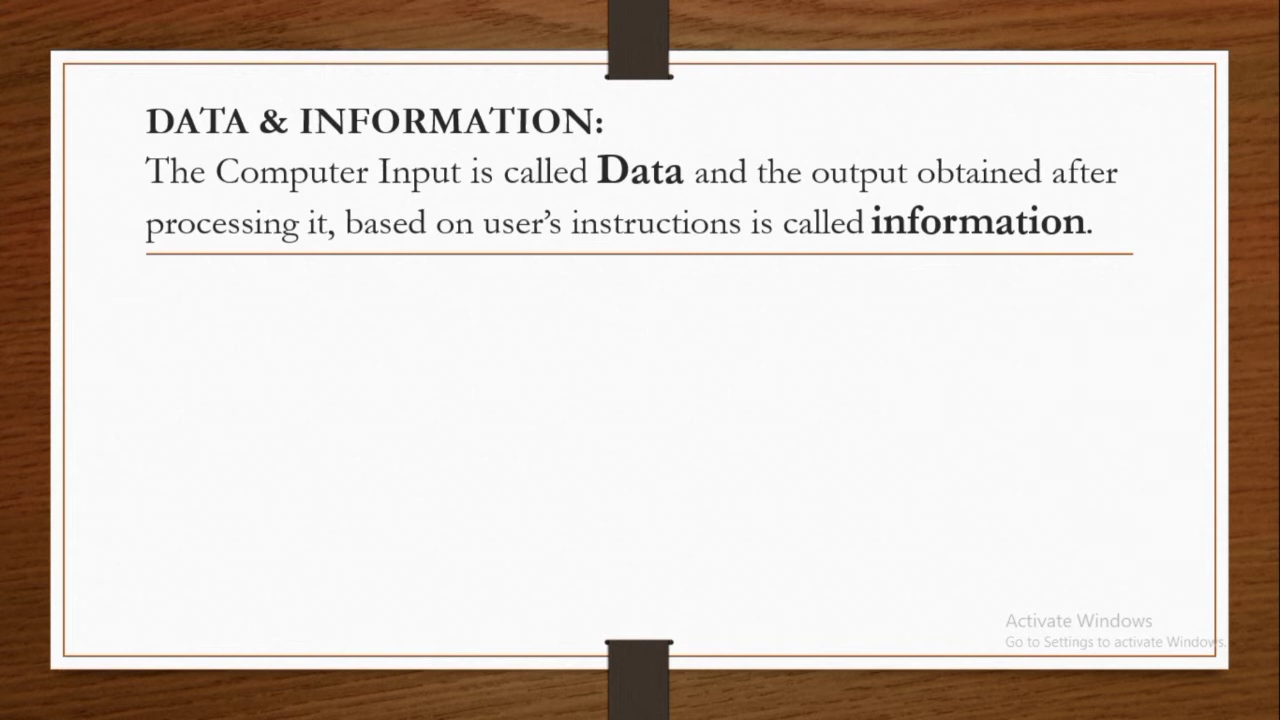 DATA & INFORMATION:
The Computer Input is called Data and the output obtained after
processing it, based on user’s instructions is called information.
Activate Windows
Go to Settings to activate Windows.